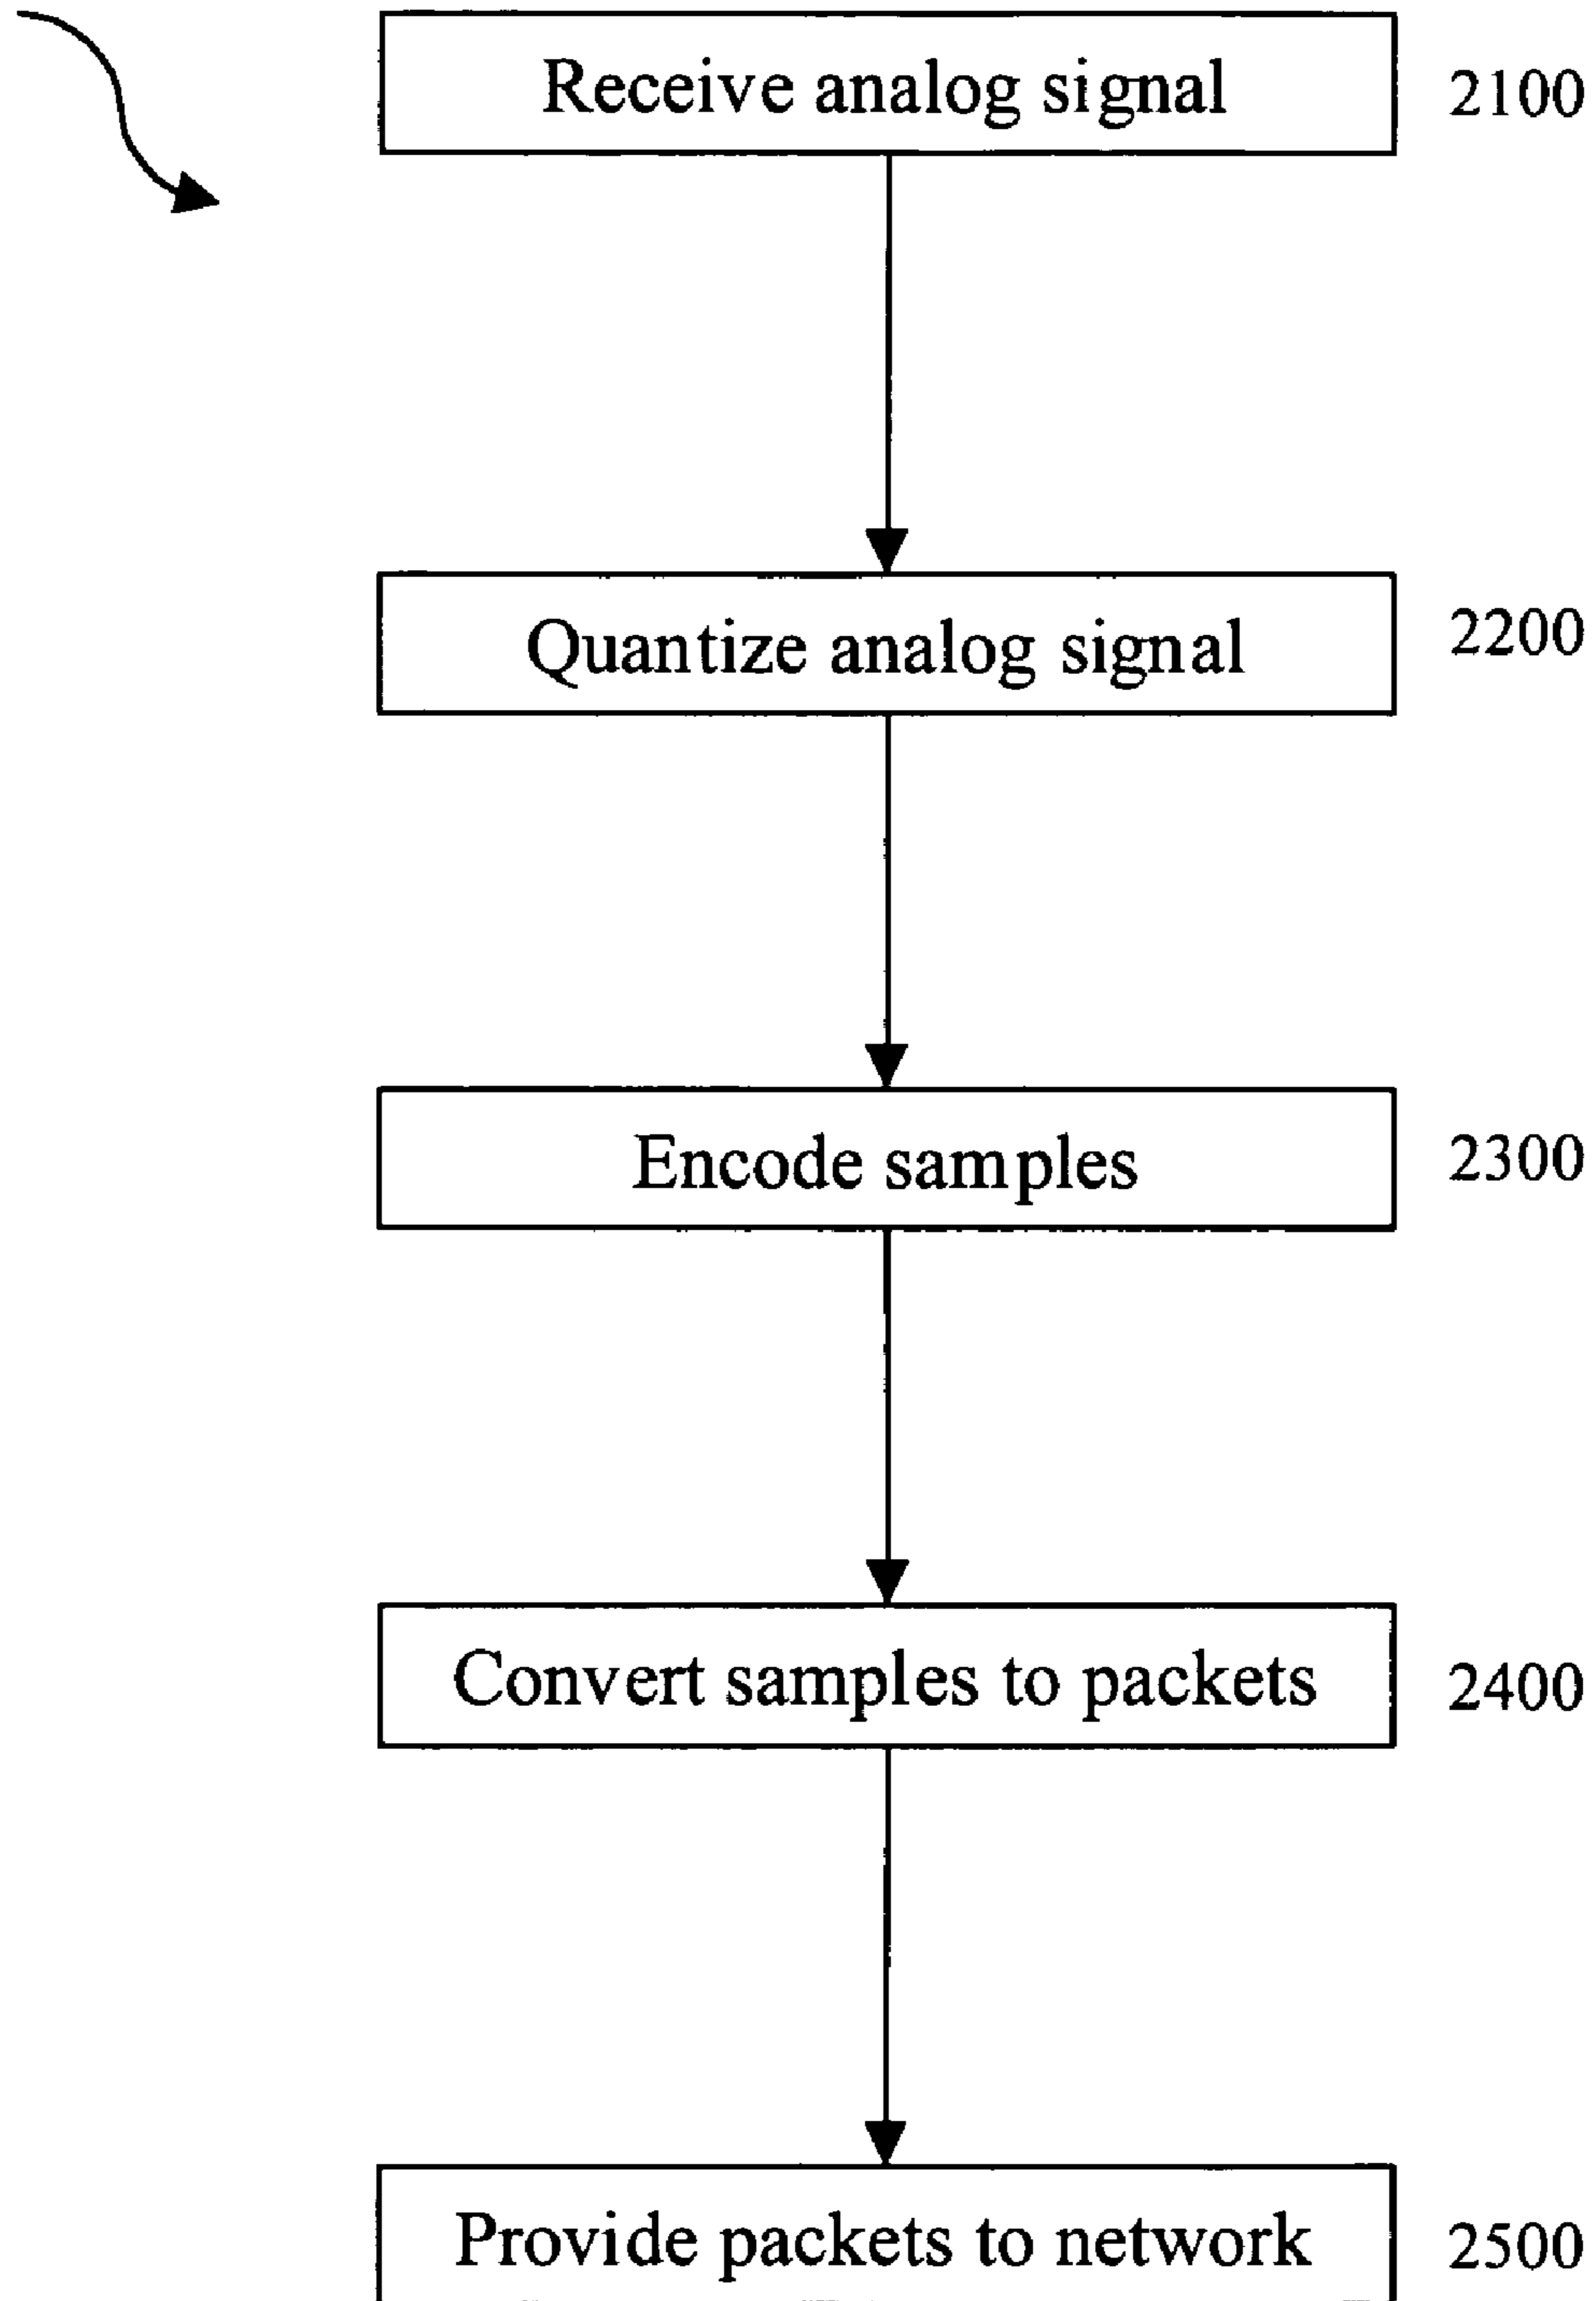 Receive analog signal 2100
Quantize analog signal 2200
Encode samples 2300
Convert samples to packets 2400
Provide packets to network 2500